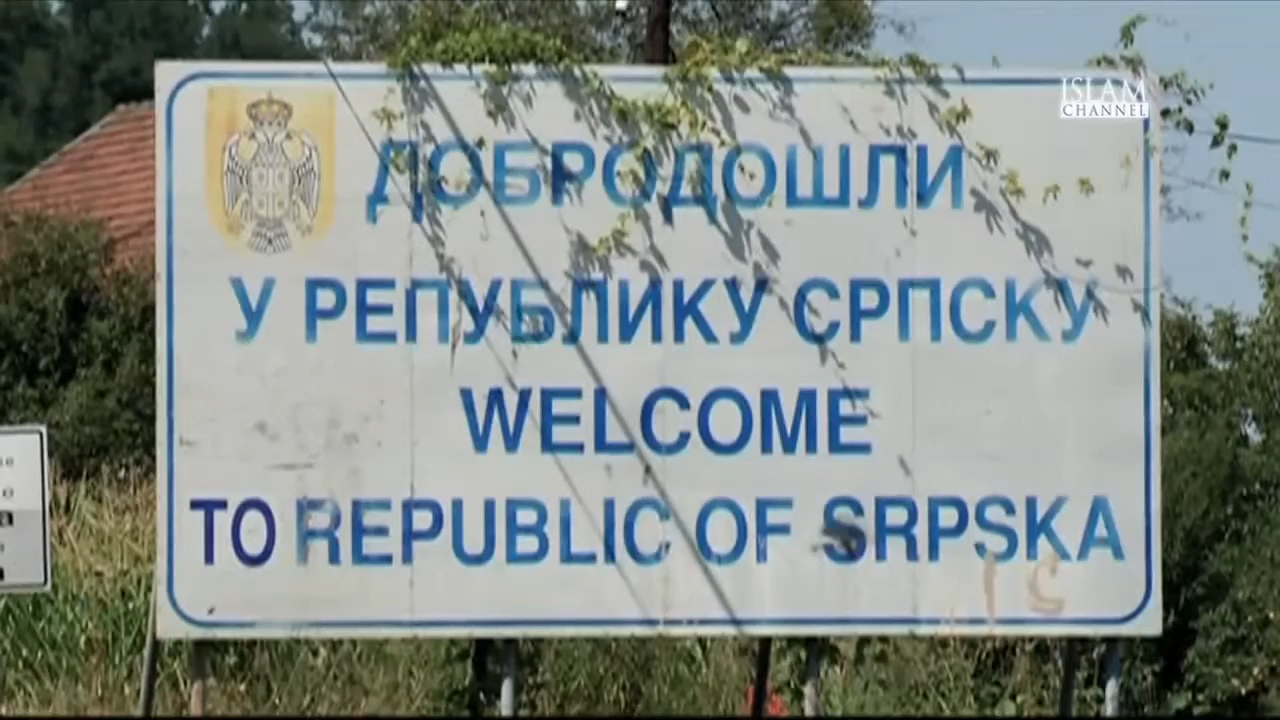 ISLAM
CHANNEL
ДОБРОДОШЛИ
У РЕПУБЛИКУ СРПСКУ
WELCOME
TO REPUBLIC OF SRPSKA